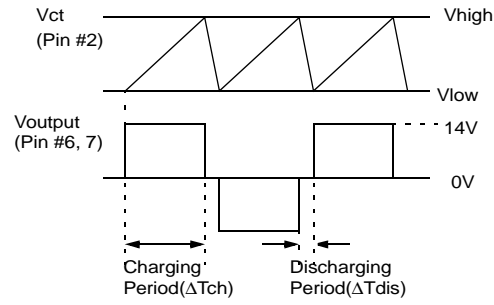 Vct
(Pin #2)
Vhigh
Vlow
Voutput
(Pin #6, 7)
14V
0V
Charging
Period(ΔTch)
Discharging
Period(ΔTdis)